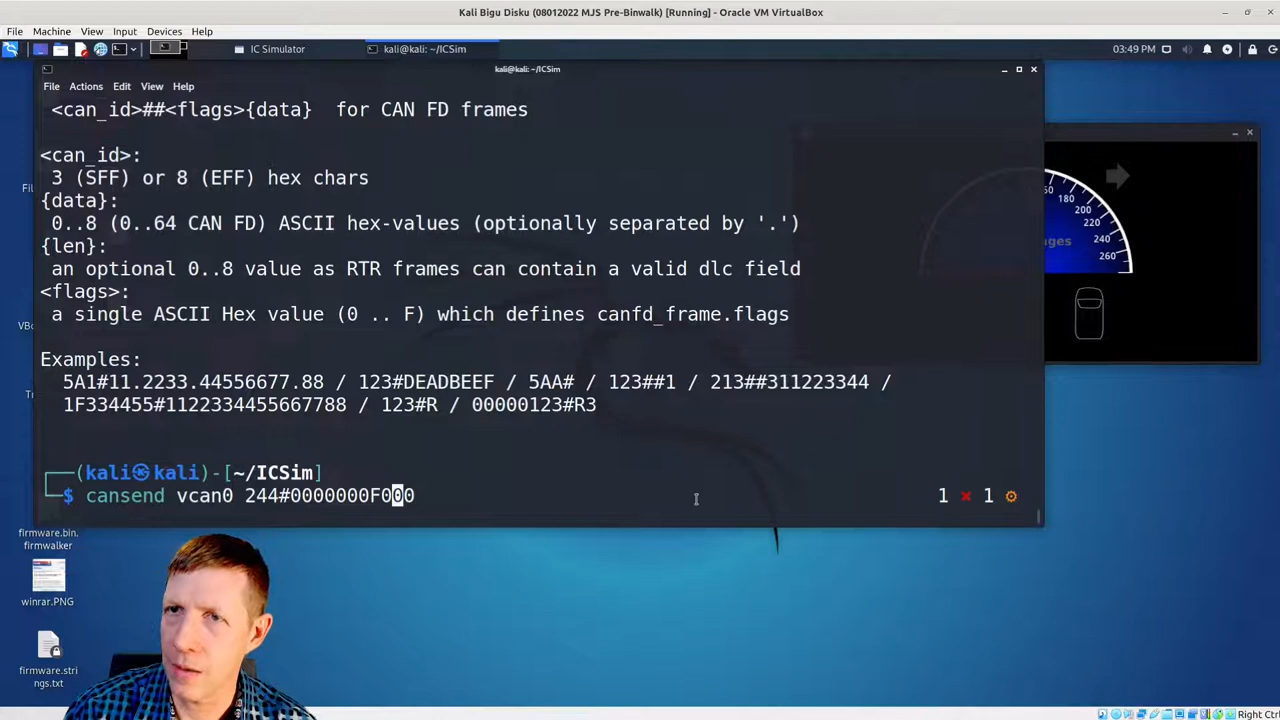 Kali Bigu Disku (08012022 MJS Pre-Binwalk) [Running] - Oracle VM VirtualBox
File Machine View Input Devices Help
IC Simulator
kali@kali: ~/ICSim
03:49 PM
kali@kali: ~/ICSim
File Actions Edit View Help
<can_id>##<flags>{data} for CAN FD frames
<can_id>:
3 (SFF) or 8 (EFF) hex chars
{data}:
0..8 (0..64 CAN FD) ASCII hex-values (optionally separated by '.')
{len}:
an optional 0..8 value as RTR frames can contain a valid dlc field
<flags>:
a single ASCII Hex value (0 .. F) which defines canfd_frame.flags
Examples:
5A1#11.2233.44556677.88 / 123#DEADBEEF / 5AA# / 123##1 / 213##311223344 /
1F334455#1122334455667788 / 123#R / 00000123#R3
┌──(kali㉿kali)-[~/ICSim]
└─$ cansend vcan0 244#0000000F000
1 ✗ 1 ⚙
180
200
220
240
260
firmware.bin.
firmwalker
winrar.PNG
firmware.stri
ngs.txt
Right Ctrl